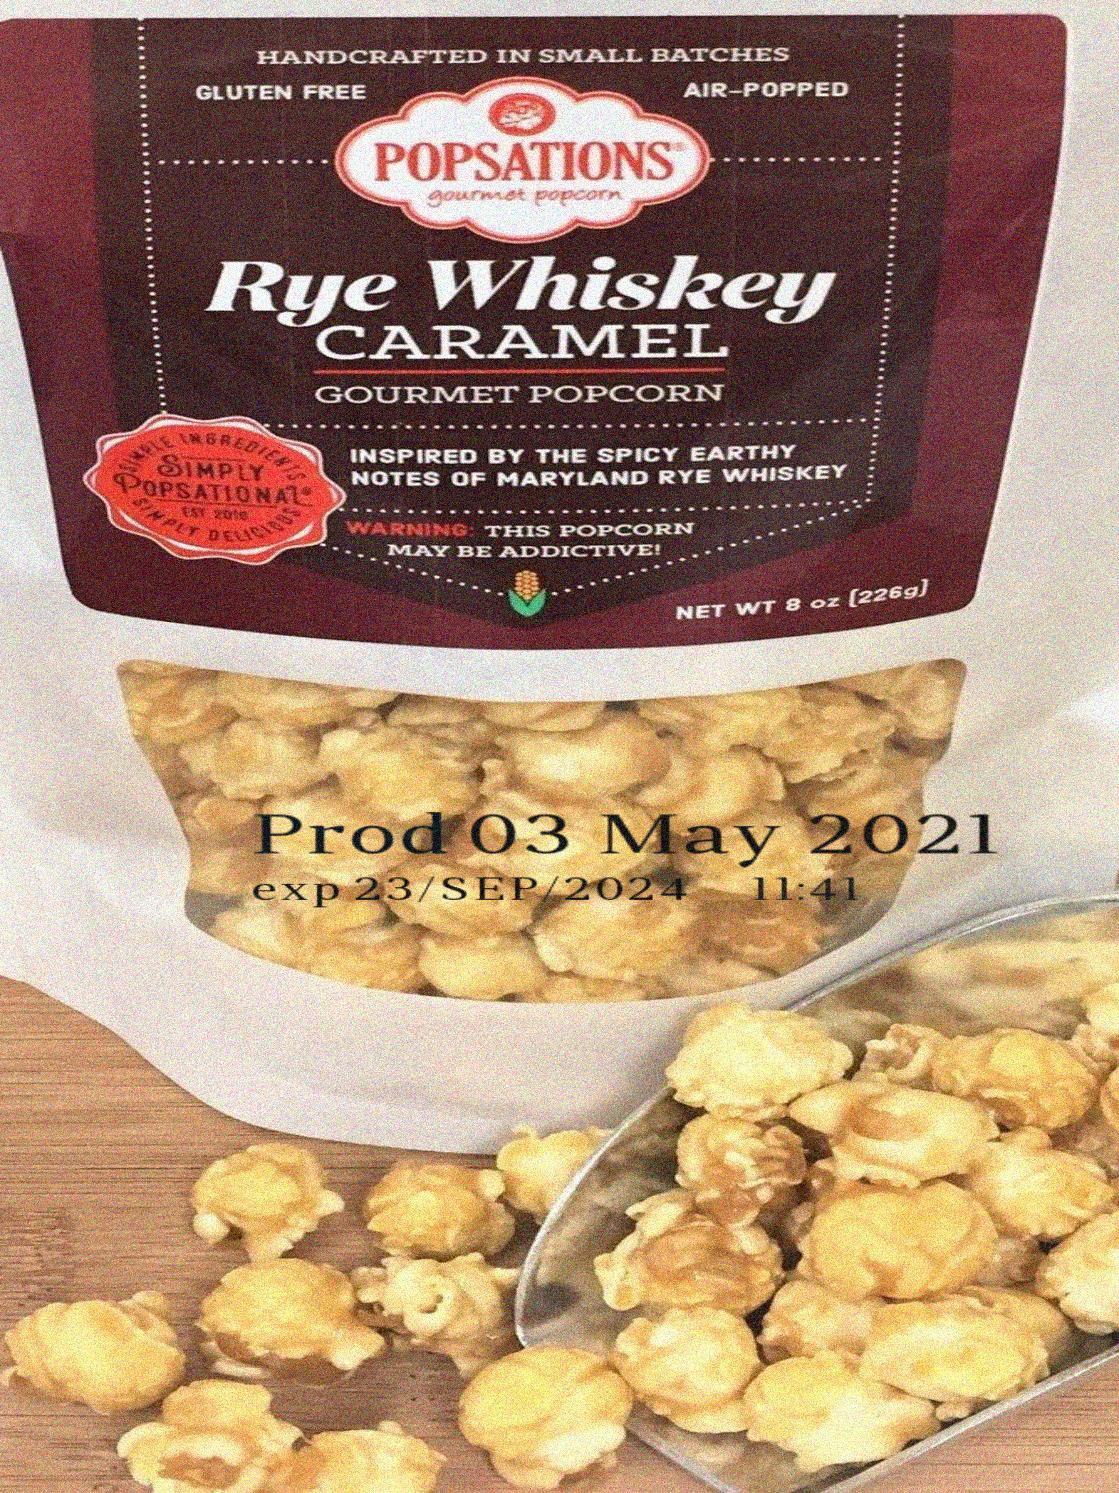 HANDCRAFTED IN SMALL BATCHES
GLUTEN FREE
AIR-POPPED
POPSATIONS®
gourmet popcorn
Rye Whiskey
CARAMEL
GOURMET POPCORN
SIMPLE INGREDIENTS
SIMPLY
POPSATIONAL®
EST 2010
SIMPLY DELICIOUS
INSPIRED BY THE SPICY EARTHY
NOTES OF MARYLAND RYE WHISKEY
WARNING: THIS POPCORN
MAY BE ADDICTIVE!
NET WT 8 oz (226g)
Prod 03 May 2021
exp 23/SEP/2024 11:41